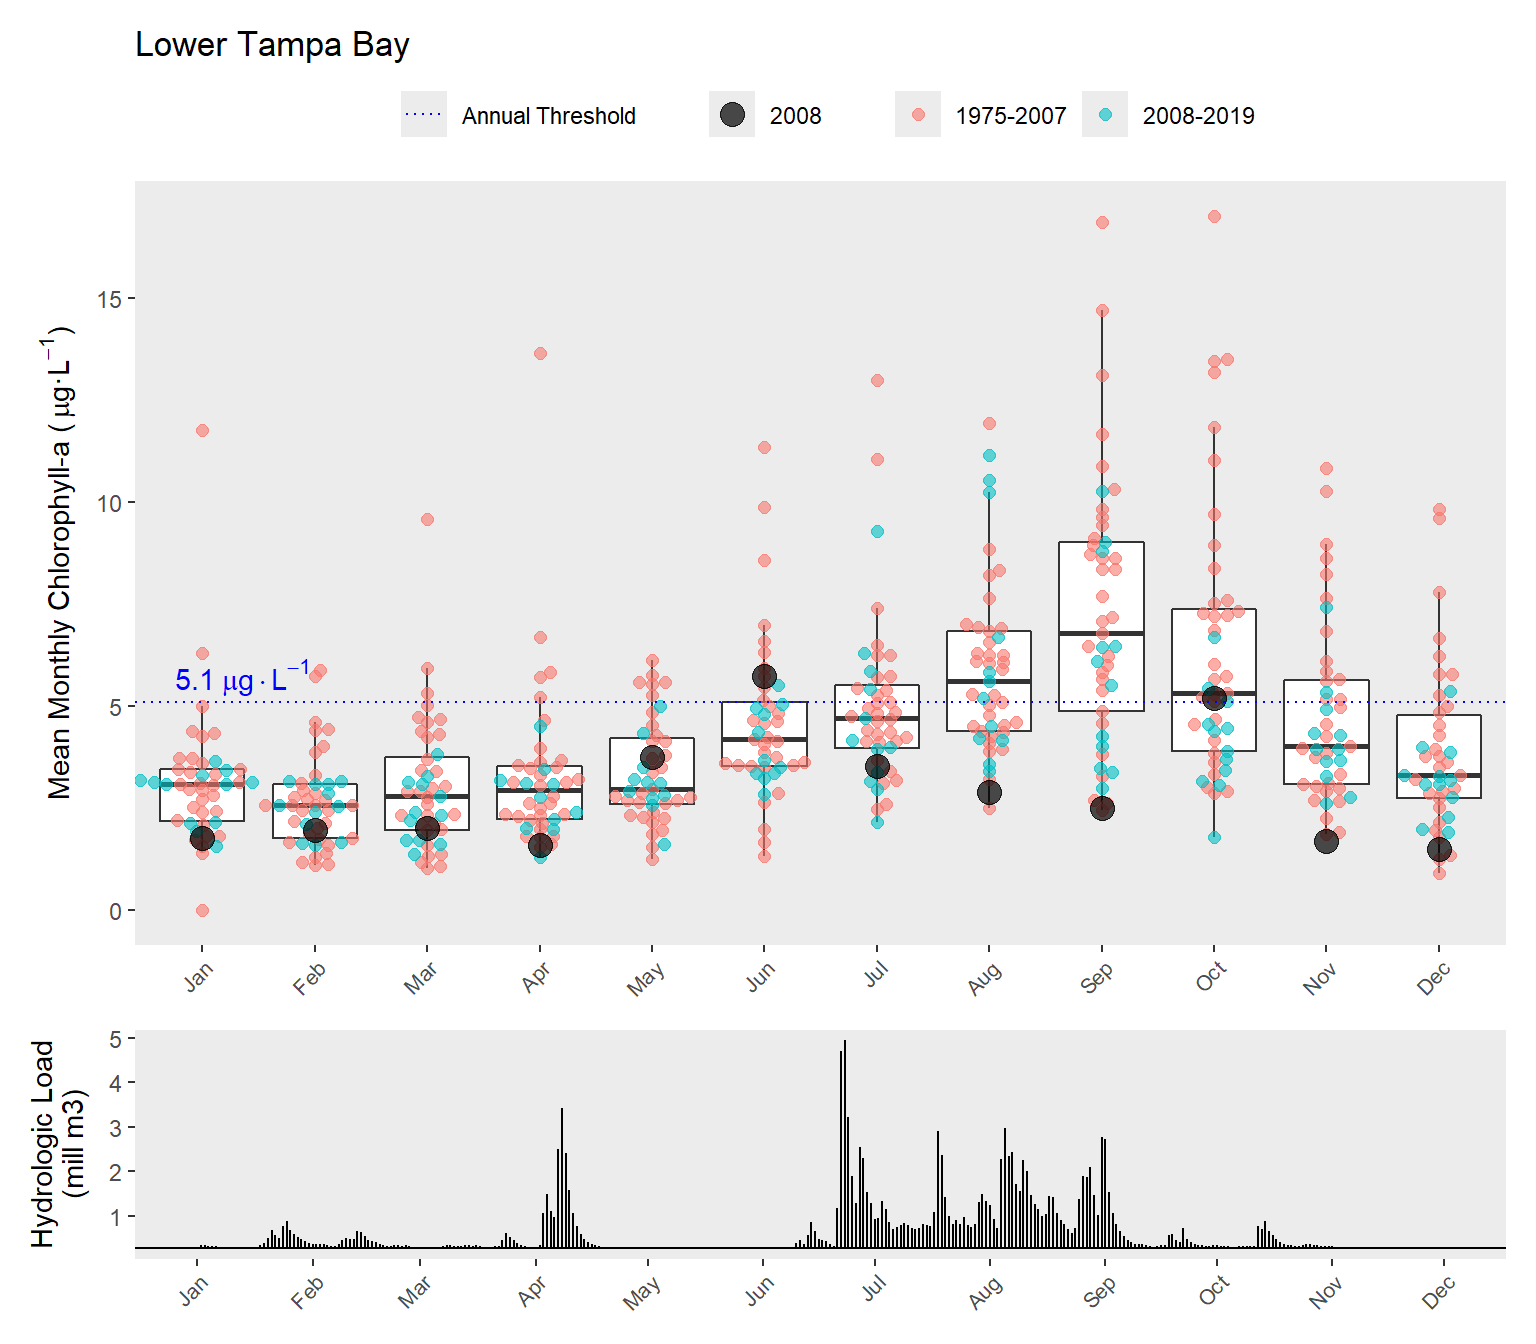 Lower Tampa Bay
Annual Threshold 2008 1975-2007 2008-2019
Mean Monthly Chlorophyll-a ( μg·L⁻¹)
15
10
5
0
5.1 μg·L⁻¹
Jan Feb Mar Apr May Jun Jul Aug Sep Oct Nov Dec
Hydrologic Load
(mill m3)
5
4
3
2
1
Jan Feb Mar Apr May Jun Jul Aug Sep Oct Nov Dec